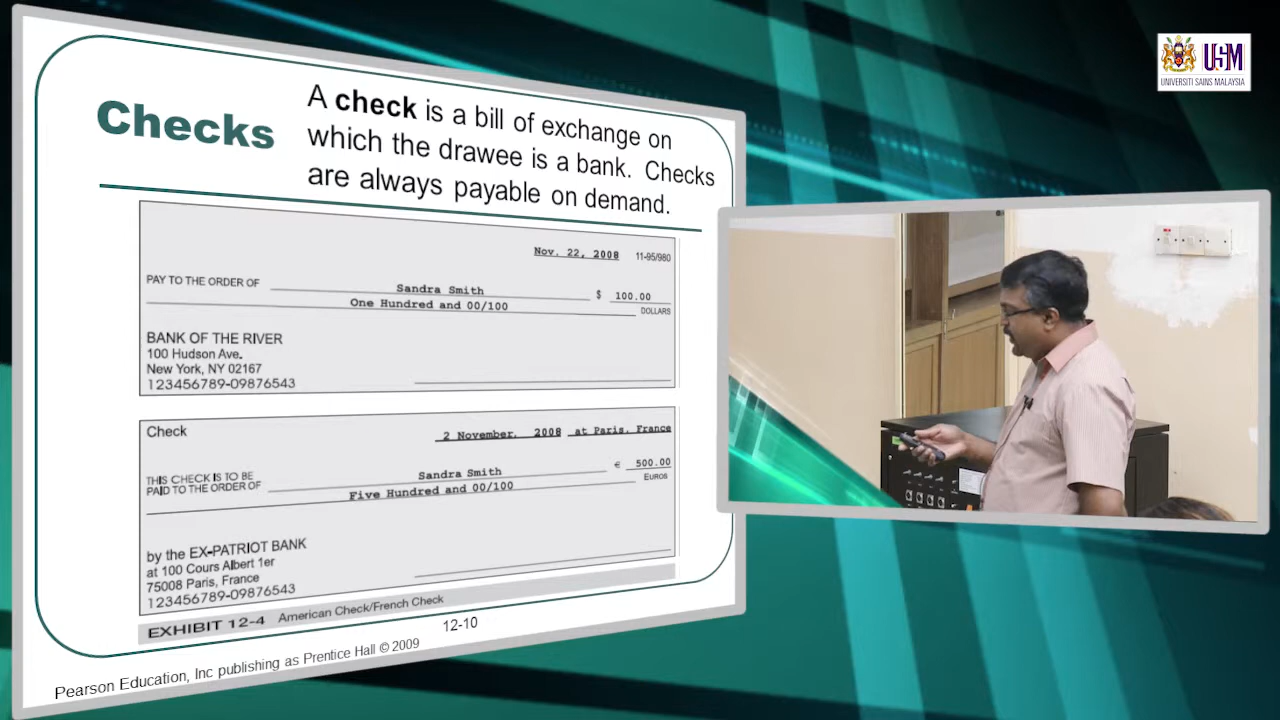 Checks
A check is a bill of exchange on
which the drawee is a bank. Checks
are always payable on demand.
Nov. 22, 2008 11-95/980
PAY TO THE ORDER OF Sandra Smith $ 100.00
One Hundred and 00/100 DOLLARS
BANK OF THE RIVER
100 Hudson Ave.
New York, NY 02167
123456789-09876543
Check
2 November, 2008 at Paris, France
THIS CHECK IS TO BE
PAID TO THE ORDER OF Sandra Smith € 500.00
Five Hundred and 00/100 EUROS
by the EX-PATRIOT BANK
at 100 Cours Albert 1er
75008 Paris, France
123456789-09876543
EXHIBIT 12-4 American Check/French Check
12-10
Pearson Education, Inc publishing as Prentice Hall © 2009
USM
UNIVERSITI SAINS MALAYSIA